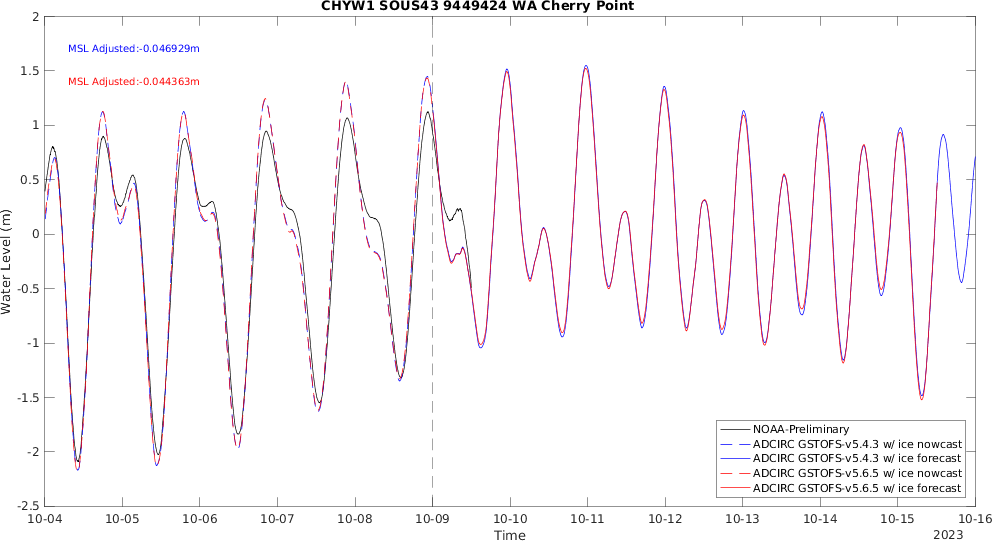 CHYW1 SOUS43 9449424 WA Cherry Point
MSL Adjusted:-0.046929m
MSL Adjusted:-0.044363m
Water Level (m)
2
1.5
1
0.5
0
-0.5
-1
-1.5
-2
-2.5
NOAA-Preliminary
ADCIRC GSTOFS-v5.4.3 w/ ice nowcast
ADCIRC GSTOFS-v5.4.3 w/ ice forecast
ADCIRC GSTOFS-v5.6.5 w/ ice nowcast
ADCIRC GSTOFS-v5.6.5 w/ ice forecast
10-04 10-05 10-06 10-07 10-08 10-09 10-10 10-11 10-12 10-13 10-14 10-15 10-16
Time
2023